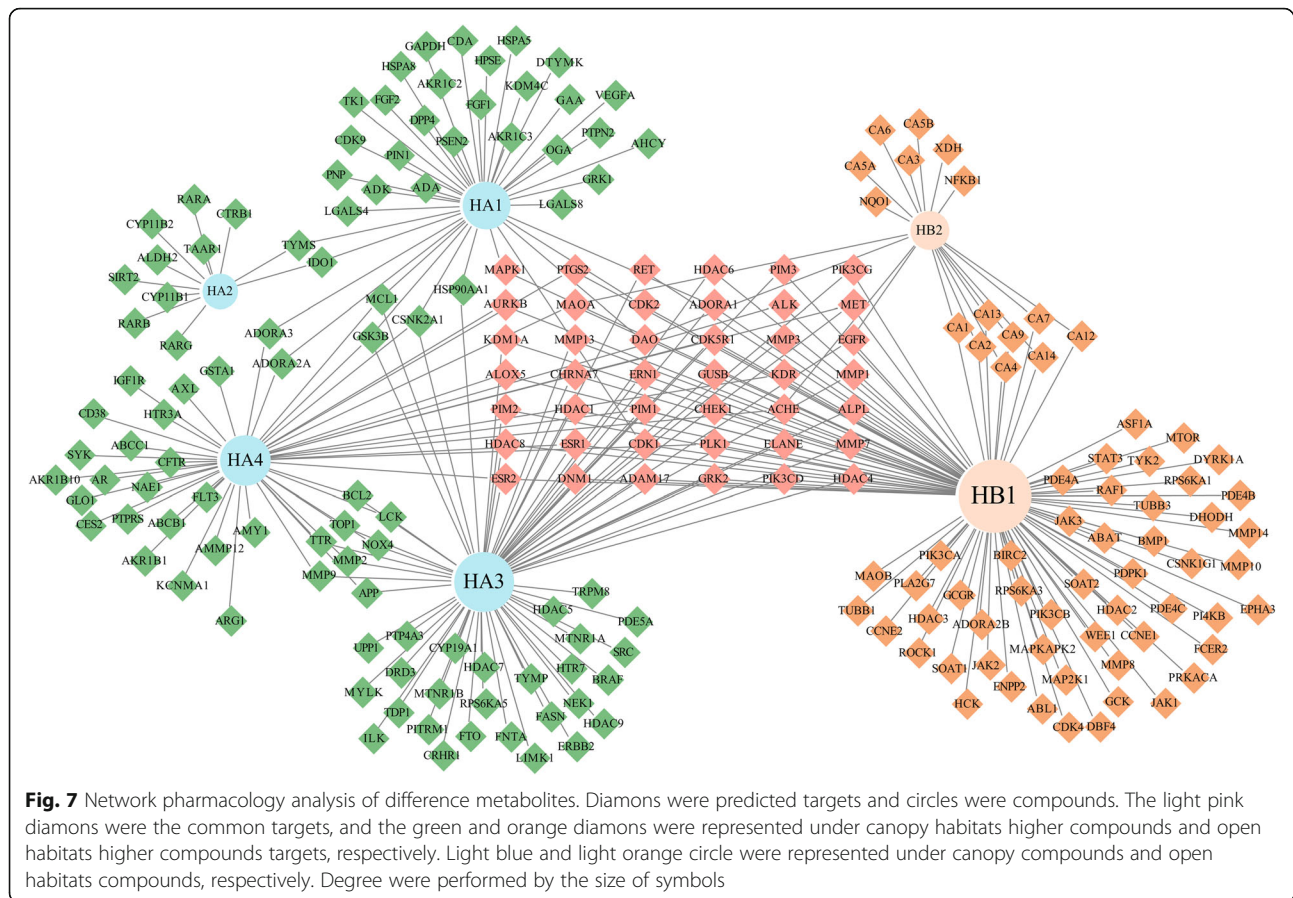 CDA
HSPA5
GAPDH
HPSE
DTYMK
HSPA8
AKR1C2
KDM4C
TK1
FGF2
FGF1
GAA
VEGFA
DPP4
PTPN2
CDK9
PSEN2
AKR1C3
OGA
AHCY
PIN1
PNP
ADK
ADA
GRK1
LGALS4
HA1
LGALS8
CA5B
CA6
XDH
CA5A
CA3
NFKB1
NQO1
HB2
RARA
CTRB1
CYP11B2
TAAR1
TYMS
ALDH2
IDO1
SIRT2
CYP11B1
HA2
RARB
RARG
MCL1
HSP90AA1
GSK3B
CSNK2A1
ADORA3
ADORA2A
MAPK1
PTGS2
RET
HDAC6
PIM3
PIK3CG
AURKB
MAOA
CDK2
ADORA1
ALK
MET
KDM1A
MMP13
DAO
CDK5R1
MMP3
EGFR
ALOX5
CHRNA7
ERN1
GUSB
KDR
MMP1
PIM2
HDAC1
PIM1
CHEK1
ACHE
ALPL
HDAC8
ESR1
CDK1
PLK1
ELANE
MMP7
ESR2
DNM1
ADAM17
GRK2
PIK3CD
HDAC4
CA13
CA7
CA1
CA9
CA12
CA2
CA14
CA4
GSTA1
IGF1R
AXL
HTR3A
CD38
ABCC1
SYK
CFTR
HA4
AKR1B10
AR
NAE1
GLO1
FLT3
CES2
PTPRS
ABCB1
AMY1
AKR1B1
AMMP12
KCNMA1
ARG1
BCL2
LCK
TOP1
TTR
NOX4
MMP2
MMP9
APP
HA3
TRPM8
HDAC5
PDE5A
PTP4A3
MTNR1A
UPP1
CYP19A1
SRC
DRD3
HDAC7
HTR7
TYMP
BRAF
MYLK
MTNR1B
RPS6KA5
NEK1
TDP1
FASN
HDAC9
PITRM1
ILK
FTO
FNTA
ERBB2
CRHR1
LIMK1
HB1
ASF1A
MTOR
STAT3
TYK2
DYRK1A
PDE4A
RAF1
RPS6KA1
PDE4B
TUBB3
JAK3
DHODH
ABAT
MMP14
BMP1
PIK3CA
BIRC2
CSNK1G1
MMP10
MAOB
PLA2G7
PDPK1
SOAT2
TUBB1
GCGR
RPS6KA3
PDE4C
EPHA3
HDAC2
PI4KB
CCNE2
HDAC3
PIK3CB
ADORA2B
WEE1
CCNE1
ROCK1
MAPKAPK2
FCER2
SOAT1
JAK2
MMP8
MAP2K1
PRKACA
ENPP2
HCK
GCK
JAK1
ABL1
CDK4
DBF4
Fig. 7 Network pharmacology analysis of difference metabolites. Diamons were predicted targets and circles were compounds. The light pink
diamons were the common targets, and the green and orange diamons were represented under canopy habitats higher compounds and open
habitats higher compounds targets, respectively. Light blue and light orange circle were represented under canopy compounds and open
habitats compounds, respectively. Degree were performed by the size of symbols